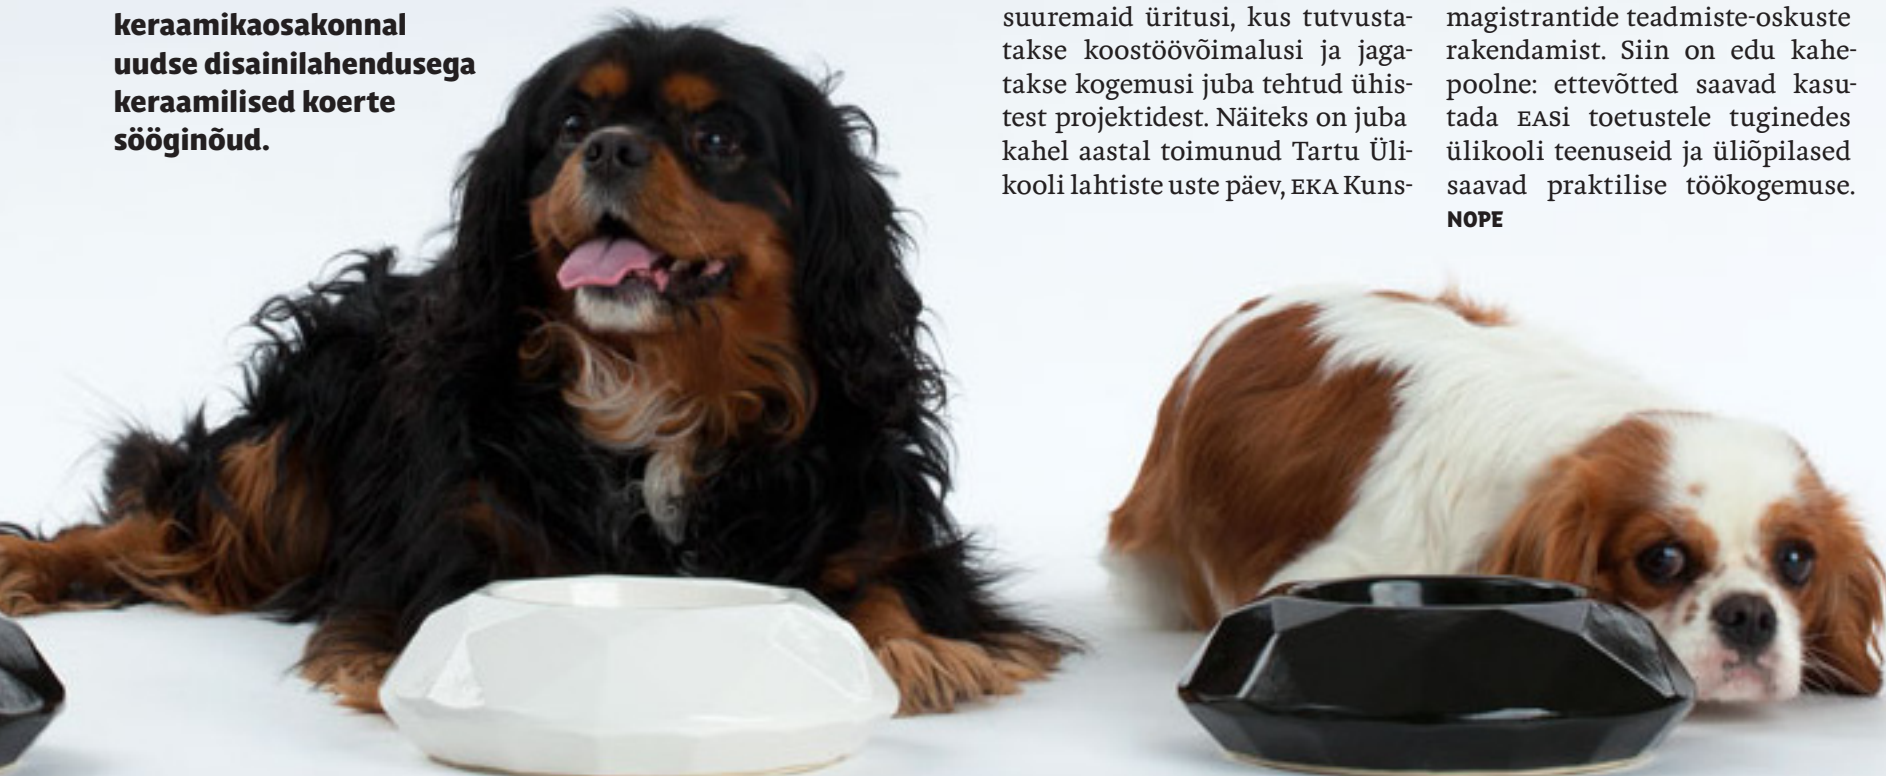 keraamikaosakonnal
uudse disainilahendusega
keraamilised koerte
sööginõud.
suuremaid üritusi, kus tutvusta-
takse koostöövõimalusi ja jaga-
takse kogemusi juba tehtud ühis-
test projektidest. Näiteks on juba
kahel aastal toimunud Tartu Üli-
kooli lahtiste uste päev, EKA Kuns-
magistrantide teadmiste-oskuste
rakendamist. Siin on edu kahe-
poolne: ettevõtted saavad kasu-
tada EASi toetustele tuginedes
ülikooli teenuseid ja üliõpilased
saavad praktilise töökogemuse.
NOPE